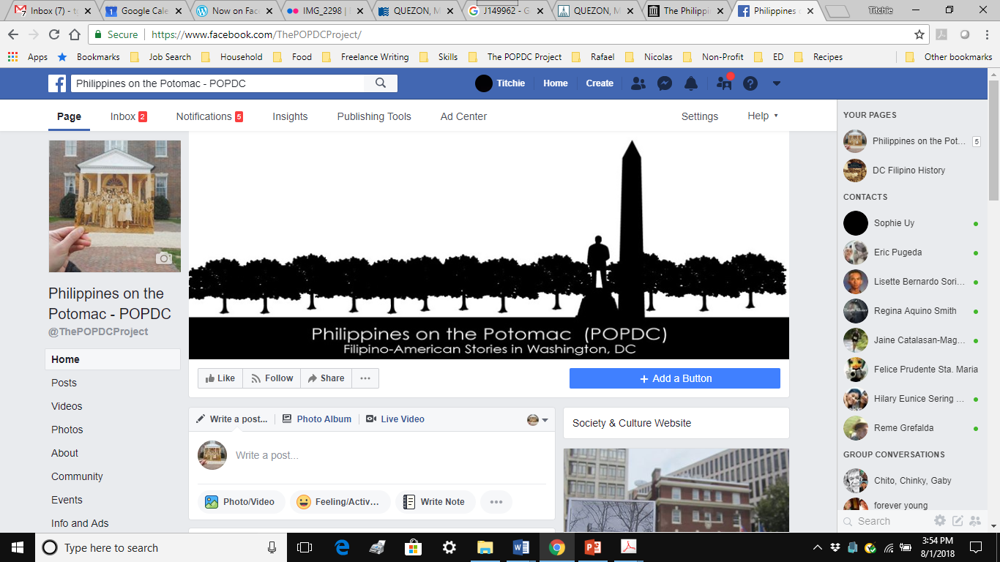 Inbox (7) - t
Google Cale
Now on Fac
IMG_2298 |
QUEZON, M
J149962 - G
QUEZON, M
The Philippi
Philippines
Titchie
Secure | https://www.facebook.com/ThePOPDCProject/
Apps Bookmarks Job Search Household Food Freelance Writing Skills The POPDC Project Rafael Nicolas Non-Profit ED Recipes Other bookmarks
Philippines on the Potomac - POPDC
Titchie Home Create
Page Inbox 2 Notifications 5 Insights Publishing Tools Ad Center Settings Help
Philippines on the
Potomac - POPDC
@ThePOPDCProject
Home
Posts
Videos
Photos
About
Community
Events
Info and Ads
Philippines on the Potomac (POPDC)
Filipino-American Stories in Washington, DC
Like Follow Share ...
+ Add a Button
Write a post... Photo Album Live Video
Write a post...
Photo/Video Feeling/Activ... Write Note ...
Society & Culture Website
YOUR PAGES
Philippines on the Pot... 5
DC Filipino History
CONTACTS
Sophie Uy
Eric Pugeda
Lisette Bernardo Sori...
Regina Aquino Smith
Jaine Catalasan-Mag...
Felice Prudente Sta. Maria
Hilary Eunice Sering ...
Reme Grefalda
GROUP CONVERSATIONS
Chito, Chinky, Gaby
forever young
Search
Type here to search
3:54 PM
8/1/2018